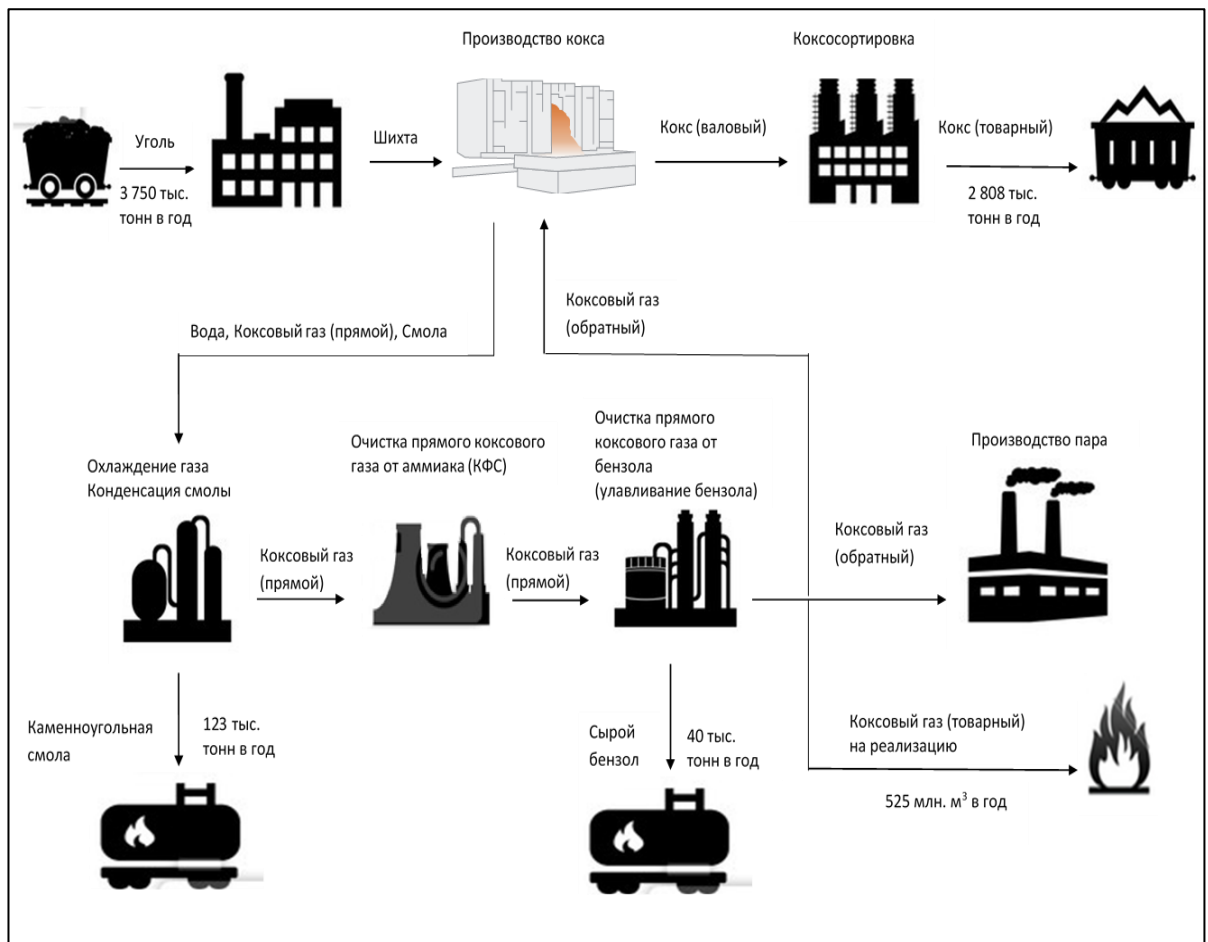 Производство кокса
Коксосортировка
Уголь
3 750 тыс.
тонн в год
Шихта
Кокс (валовый)
Кокс (товарный)
2 808 тыс.
тонн в год
Коксовый газ
(обратный)
Вода, Коксовый газ (прямой), Смола
Охлаждение газа
Конденсация смолы
Очистка прямого коксового
газа от аммиака (КФС)
Очистка прямого
коксового газа от
бензола
(улавливание бензола)
Производство пара
Коксовый газ
(прямой)
Коксовый газ
(прямой)
Коксовый газ
(обратный)
Каменноугольная
смола
123 тыс.
тонн в год
Сырой
бензол
40 тыс.
тонн в год
Коксовый газ (товарный)
на реализацию
525 млн. м³ в год